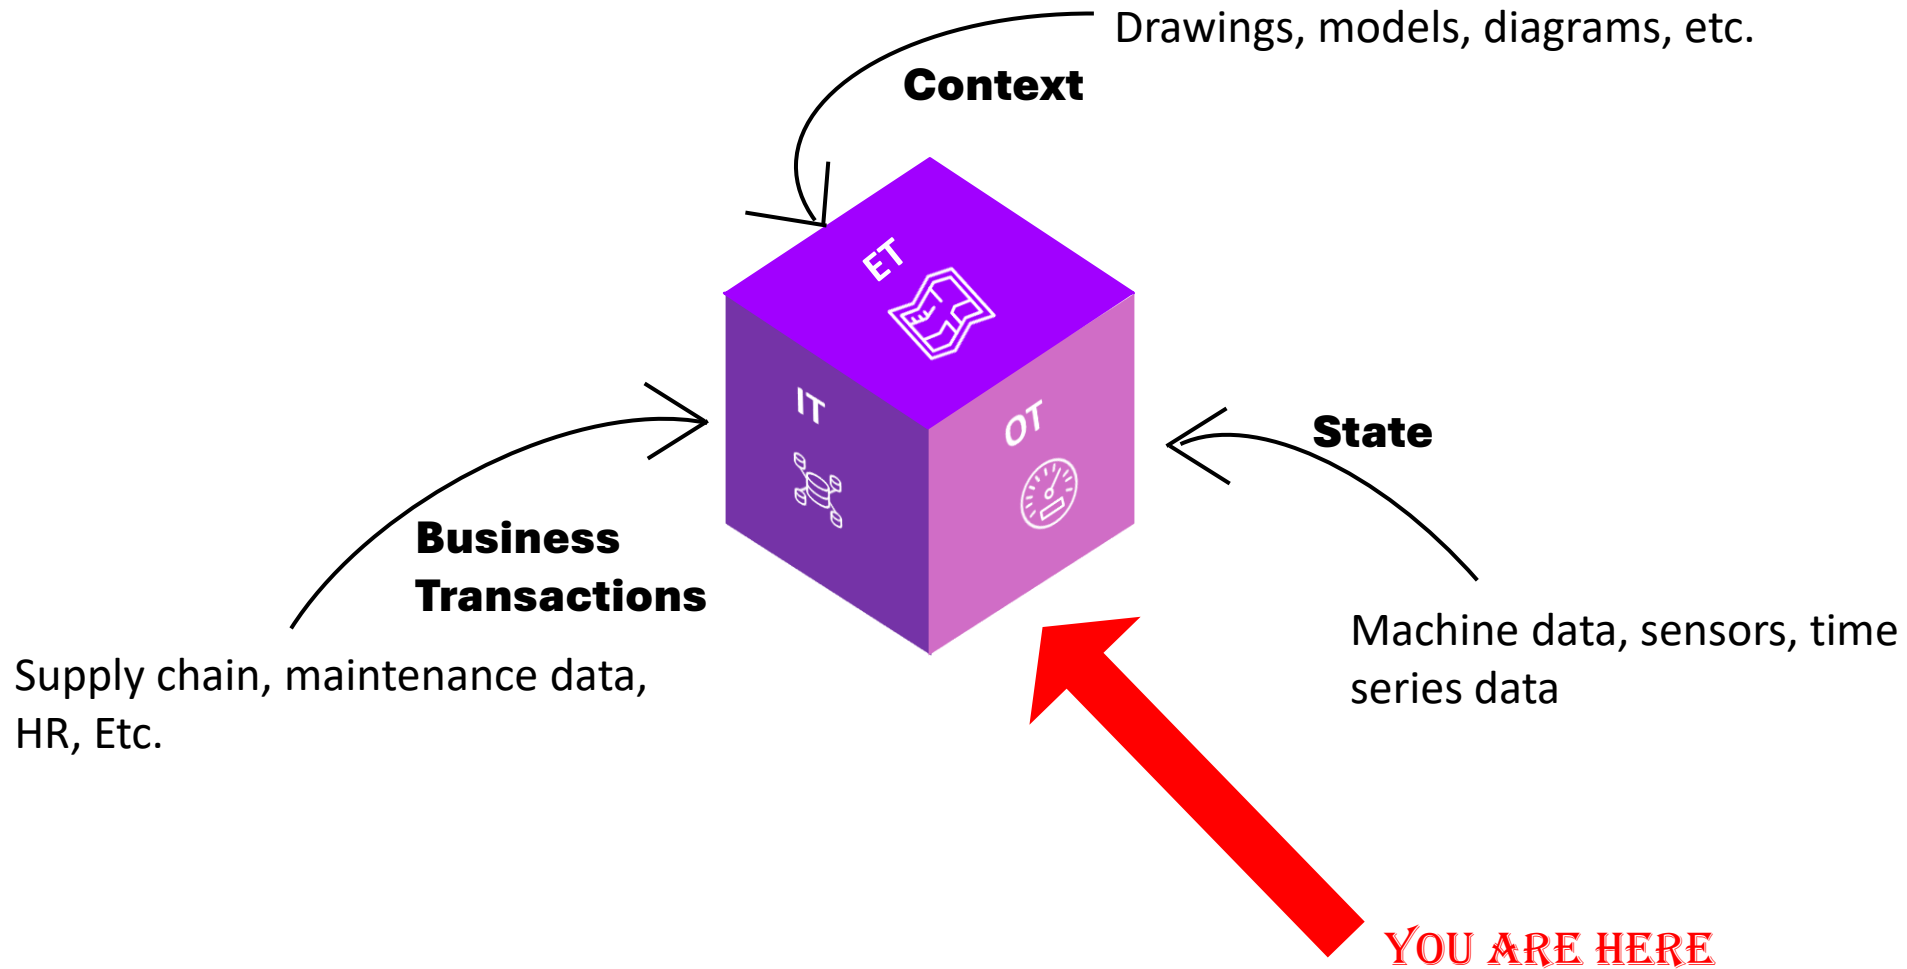 Drawings, models, diagrams, etc.
Context
ET
IT
OT
State
Business
Transactions
Machine data, sensors, time
series data
Supply chain, maintenance data,
HR, Etc.
YOU ARE HERE